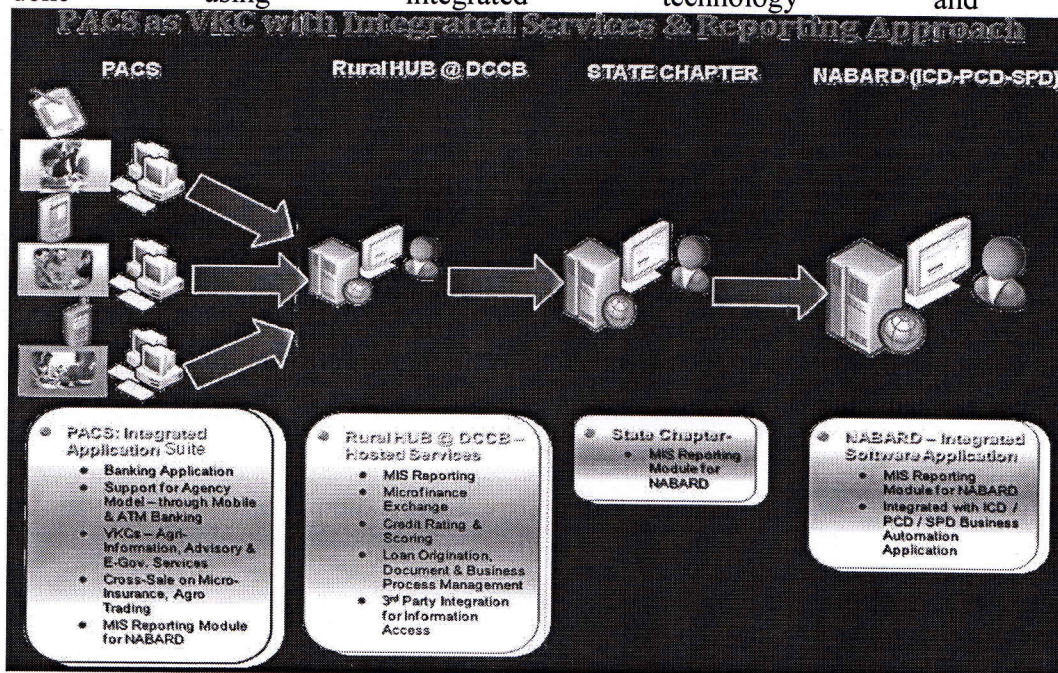 done using integrated technology and
PACS as VKC with Integrated Services & Reporting Approach
PACS
Rural HUB @ DCCB
STATE CHAPTER
NABARD (ICD-PCD-SPD)
PACS: Integrated
Application Suite
Banking Application
Support for Agency
Model – through Mobile
& ATM Banking
VKCs – Agri-
Information, Advisory &
E-Gov. Services
Cross-Sale on Micro-
Insurance, Agro
Trading
MIS Reporting Module
for NABARD
Rural HUB @ DCCB –
Hosted Services
MIS Reporting
Microfinance
Exchange
Credit Rating &
Scoring
Loan Origination,
Document & Business
Process Management
3rd Party Integration
for Information
Access
State Chapter-
MIS Reporting
Module for
NABARD
NABARD – Integrated
Software Application
MIS Reporting
Module for NABARD
Integrated with ICD /
PCD / SPD Business
Automation
Application